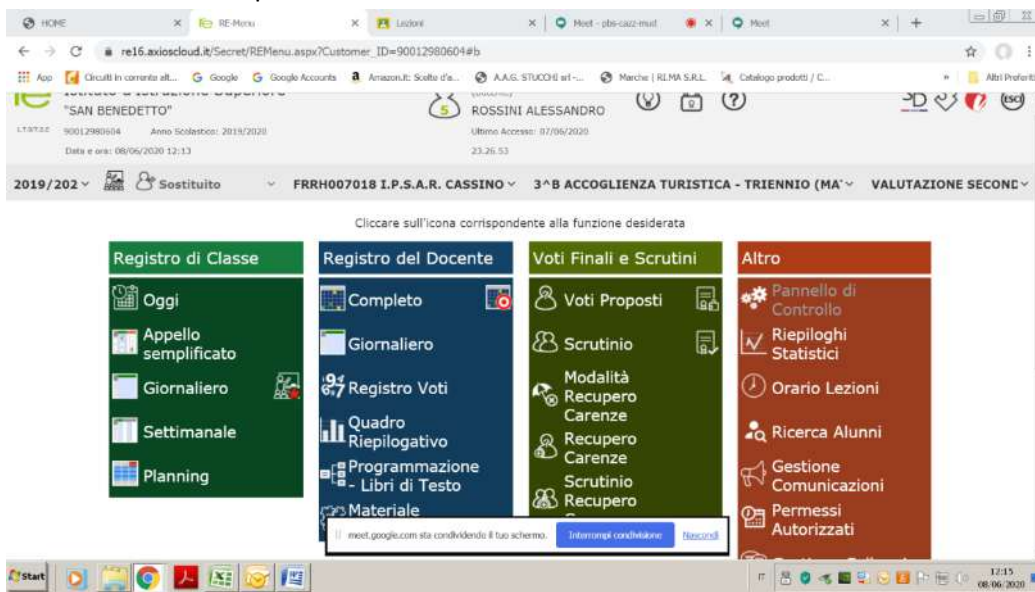 HOME
RE-Menu
Lezioni
Meet - pbs-cauz-mud
Meet
re16.axioscloud.it/Secret/REMenu.aspx?Customer_ID=90012980604#b
App
Circuiti in corrente alt...
Google
Google Accounts
Amazon.it: Scelte d'a...
A.A.G. STUCCHI srl -...
Marche | RI.MA S.R.L.
Catalogo prodotti / C...
»
Altri Preferiti
Istituto d'Istruzione Superiore
"SAN BENEDETTO"
90012980604 Anno Scolastico: 2019/2020
Data e ora: 08/06/2020 12:13
5
ROSSINI ALESSANDRO
Ultimo Accesso: 07/06/2020
23.26.53
ESCI
2019/202
Sostituito
FRRH007018 I.P.S.A.R. CASSINO
3^B ACCOGLIENZA TURISTICA - TRIENNIO (MA'
VALUTAZIONE SECOND
Cliccare sull'icona corrispondente alla funzione desiderata
Registro di Classe
Oggi
Appello
semplificato
Giornaliero
Settimanale
Planning
Registro del Docente
Completo
Giornaliero
Registro Voti
Quadro
Riepilogativo
Programmazione
- Libri di Testo
Materiale
Voti Finali e Scrutini
Voti Proposti
Scrutinio
Modalità
Recupero
Carenze
Recupero
Carenze
Scrutinio
Recupero
Altro
Pannello di
Controllo
Riepiloghi
Statistici
Orario Lezioni
Ricerca Alunni
Gestione
Comunicazioni
Permessi
Autorizzati
meet.google.com sta condividendo il tuo schermo.
Interrompi condivisione
Nascondi
Start
IT
12:15
08/06/2020